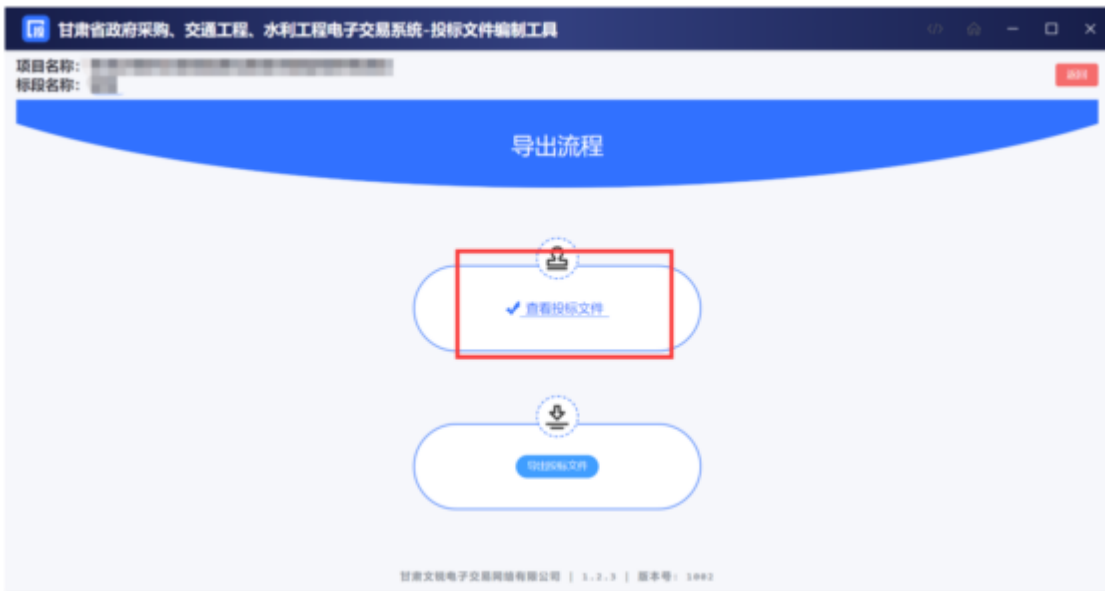 甘肃省政府采购、交通工程、水利工程电子交易系统-投标文件编制工具
项目名称：
标段名称：
返回
导出流程
查看投标文件
导出投标文件
甘肃文锐电子交易网络有限公司 | 1.2.3 | 版本号: 1002